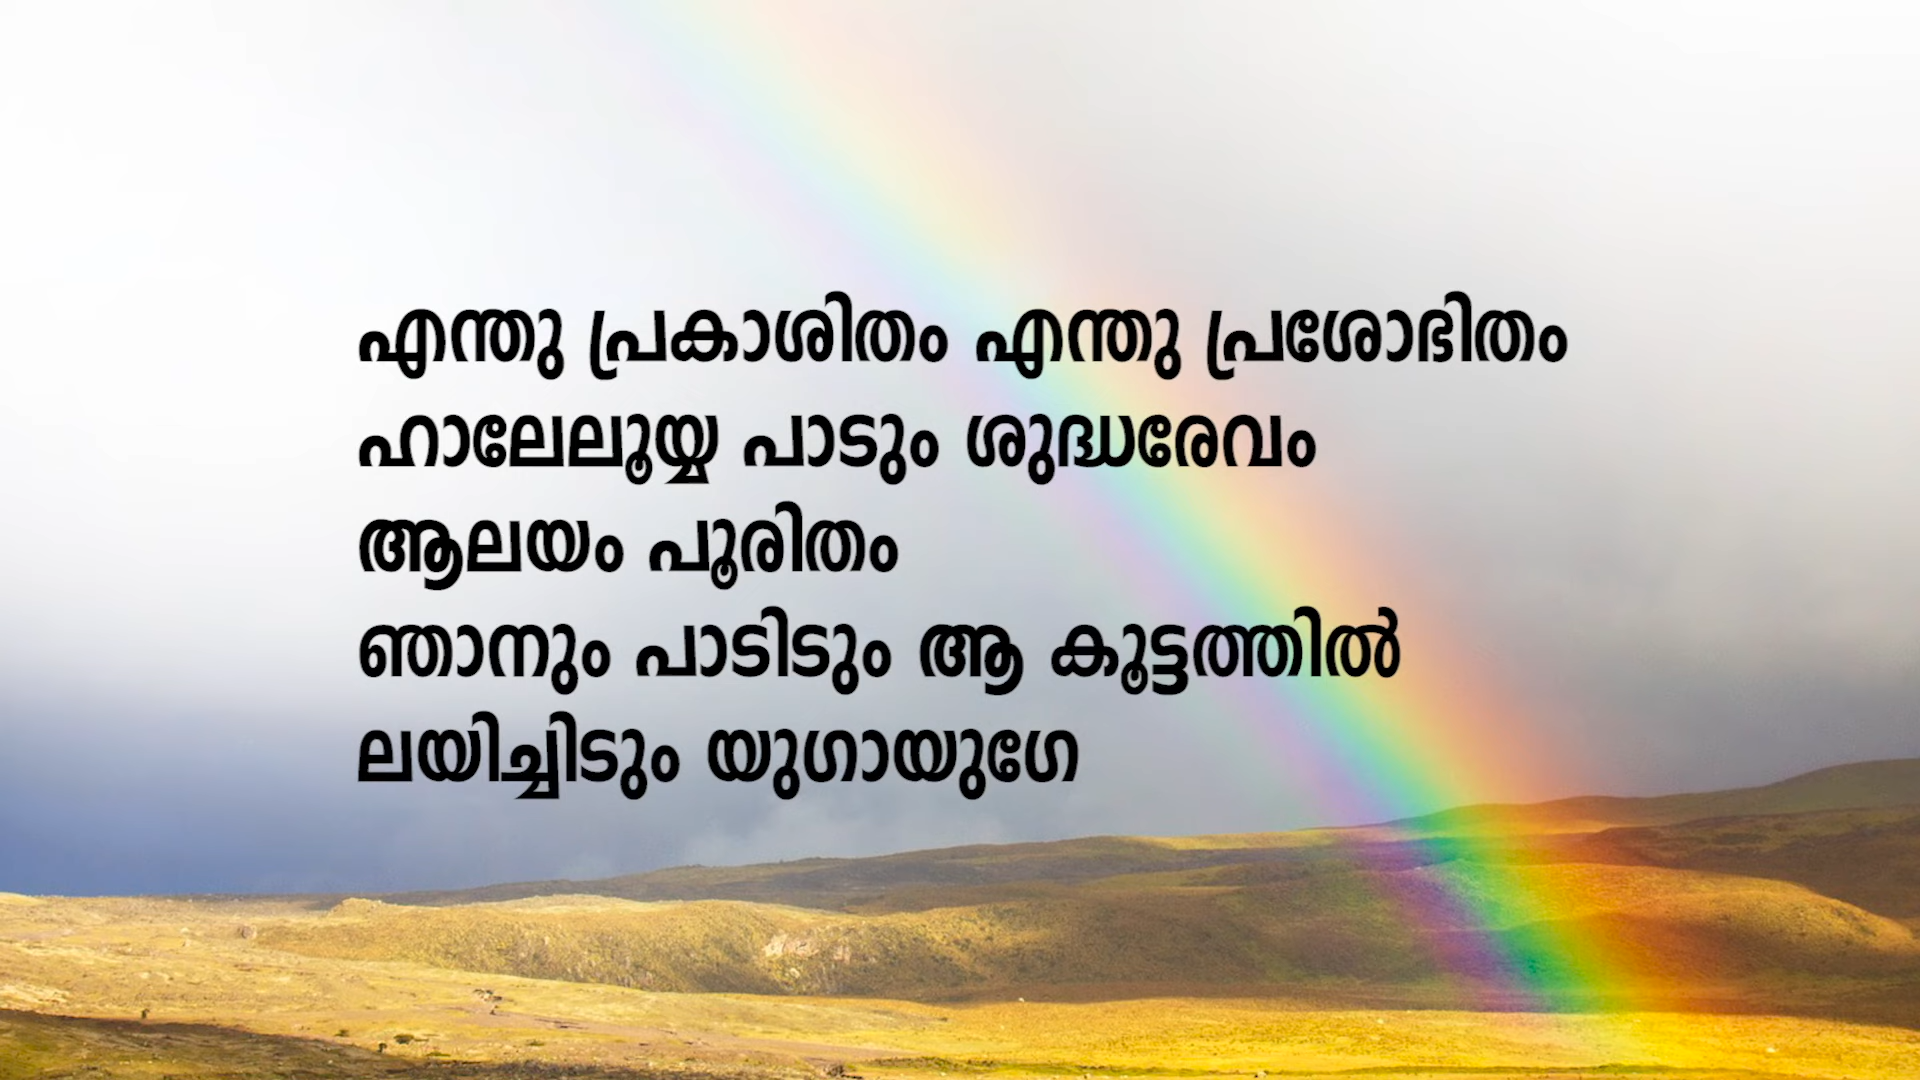 എന്തു പ്രകാശിതം എന്തു പ്രശോഭിതം
ഹാലേലൂയ്യ പാടും ശുദ്ധരേവം
ആലയം പൂരിതം
ഞാനും പാടിടും ആ കൂട്ടത്തിൽ
ലയിച്ചിടും യുഗായുഗേ